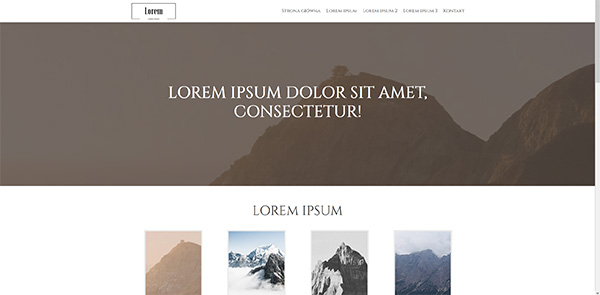 Lorem
Strona główna Lorem ipsum Lorem ipsum 2 Lorem ipsum 3 Kontakt
LOREM IPSUM DOLOR SIT AMET,
CONSECTETUR!
LOREM IPSUM